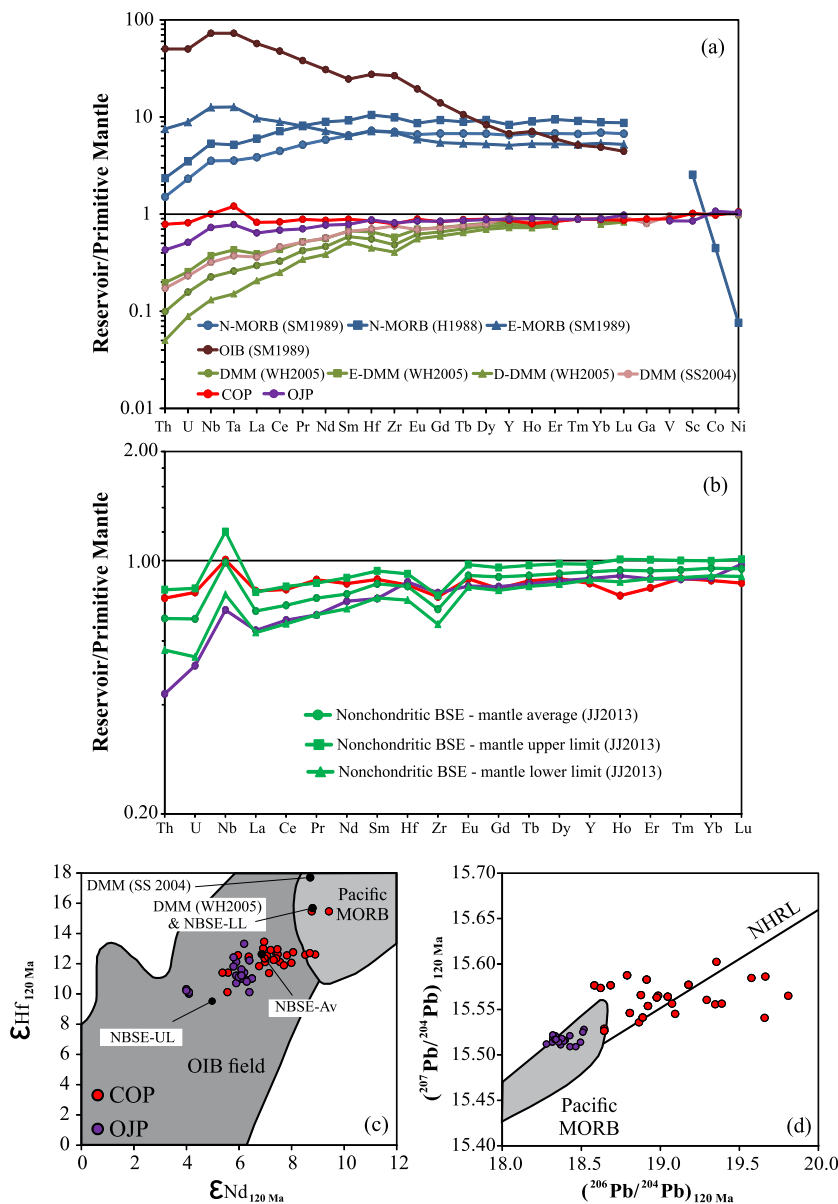 100
(a)
10
1
0.1
0.01
Reservoir/Primitive Mantle
N-MORB (SM1989) N-MORB (H1988) E-MORB (SM1989)
OIB (SM1989)
DMM (WH2005) E-DMM (WH2005) D-DMM (WH2005) DMM (SS2004)
COP OJP
Th U Nb Ta La Ce Pr Nd Sm Hf Zr Eu Gd Tb Dy Y Ho Er Tm Yb Lu Ga V Sc Co Ni
2.00
(b)
1.00
0.20
Reservoir/Primitive Mantle
Nonchondritic BSE - mantle average (JJ2013)
Nonchondritic BSE - mantle upper limit (JJ2013)
Nonchondritic BSE - mantle lower limit (JJ2013)
Th U Nb La Ce Pr Nd Sm Hf Zr Eu Gd Tb Dy Y Ho Er Tm Yb Lu
18
16
14
12
10
8
6
4
2
0
εHf120 Ma
DMM (SS 2004)
DMM (WH2005)
& NBSE-LL
Pacific
MORB
NBSE-Av
NBSE-UL
OIB field
COP
OJP
(c)
0 2 4 6 8 10 12
εNd120 Ma
15.70
15.65
15.60
15.55
15.50
15.45
15.40
(207Pb/204Pb)120 Ma
NHRL
Pacific
MORB
(d)
18.0 18.5 19.0 19.5 20.0
(206Pb/204Pb)120 Ma